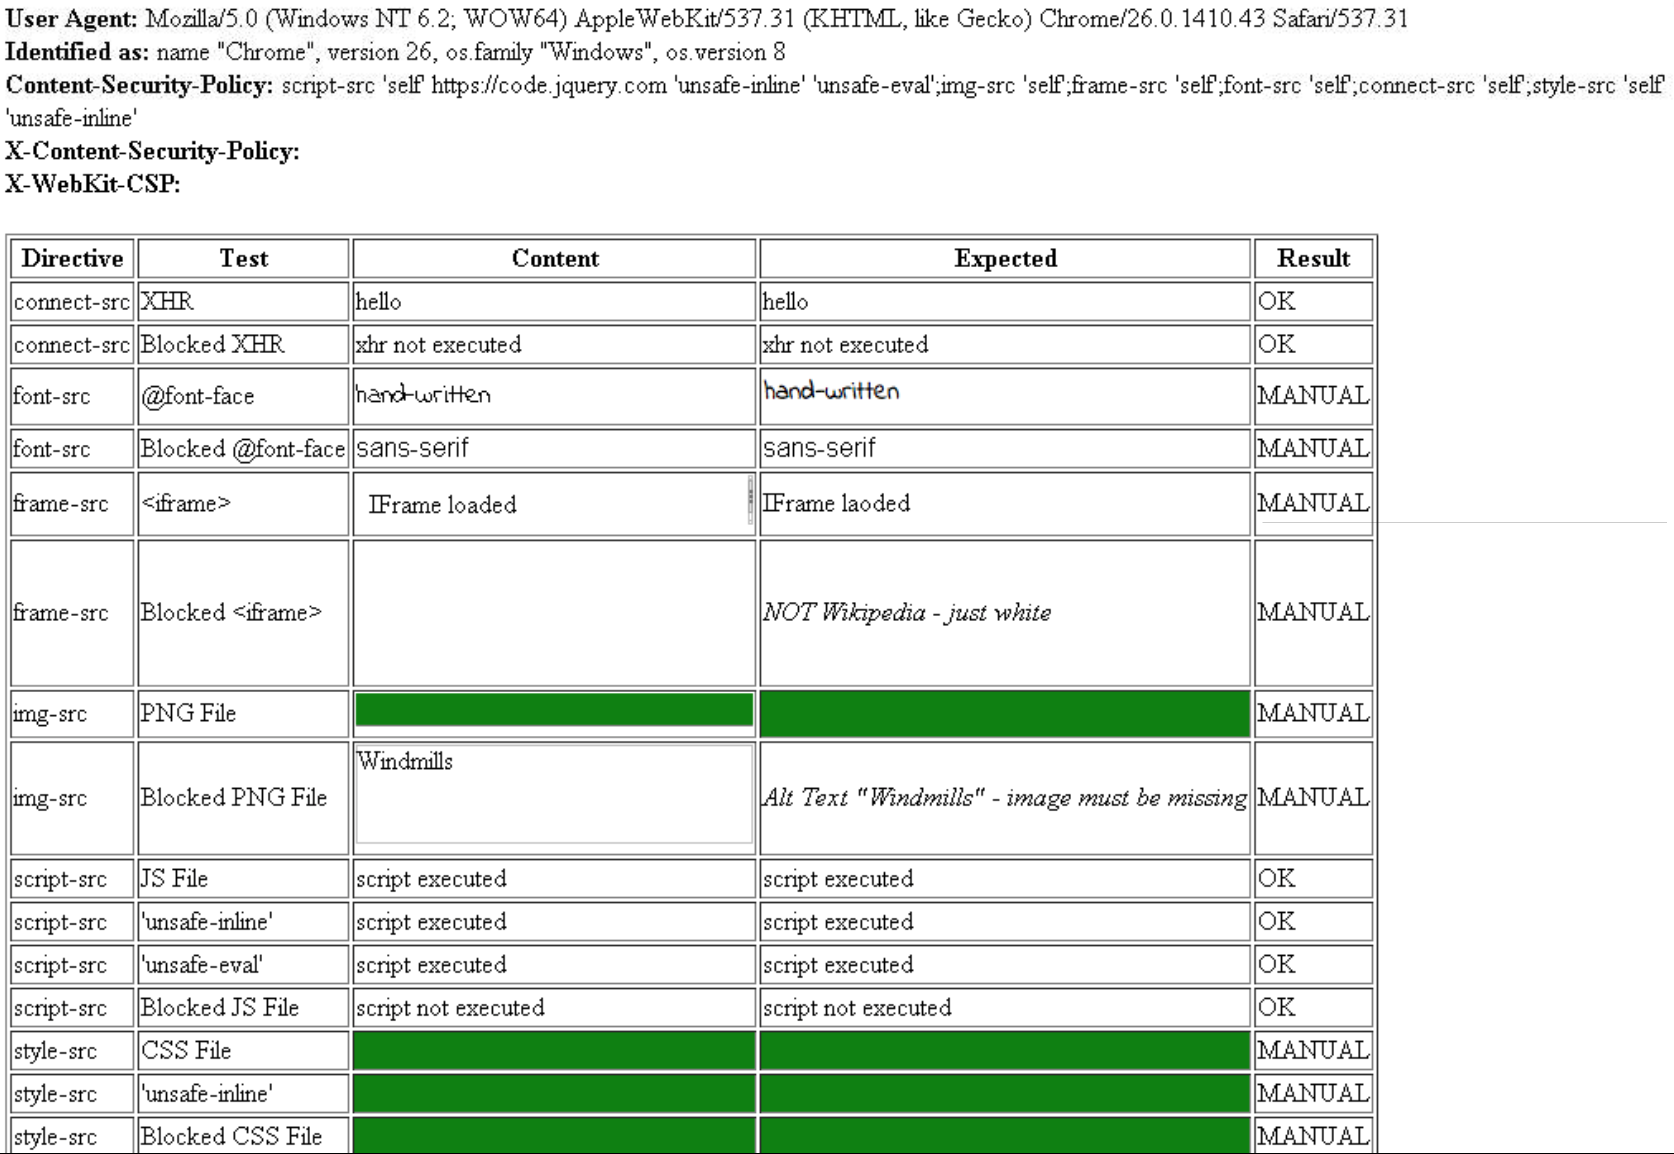 User Agent: Mozilla/5.0 (Windows NT 6.2; WOW64) AppleWebKit/537.31 (KHTML, like Gecko) Chrome/26.0.1410.43 Safari/537.31
Identified as: name "Chrome", version 26, os.family "Windows", os.version 8
Content-Security-Policy: script-src 'self' https://code.jquery.com 'unsafe-inline' 'unsafe-eval';img-src 'self';frame-src 'self';font-src 'self';connect-src 'self';style-src 'self'
'unsafe-inline'
X-Content-Security-Policy:
X-WebKit-CSP:
Directive Test Content Expected Result
connect-src XHR hello hello OK
connect-src Blocked XHR xhr not executed xhr not executed OK
font-src @font-face hand-written hand-written MANUAL
font-src Blocked @font-face sans-serif sans-serif MANUAL
frame-src <iframe> IFrame loaded IFrame laoded MANUAL
frame-src Blocked <iframe> NOT Wikipedia - just white MANUAL
img-src PNG File MANUAL
img-src Blocked PNG File Windmills Alt Text "Windmills" - image must be missing MANUAL
script-src JS File script executed script executed OK
script-src 'unsafe-inline' script executed script executed OK
script-src 'unsafe-eval' script executed script executed OK
script-src Blocked JS File script not executed script not executed OK
style-src CSS File MANUAL
style-src 'unsafe-inline' MANUAL
style-src Blocked CSS File MANUAL